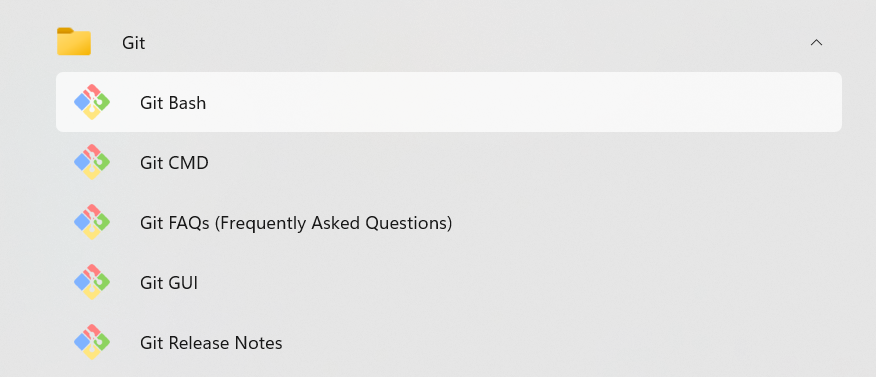 Git
Git Bash
Git CMD
Git FAQs (Frequently Asked Questions)
Git GUI
Git Release Notes